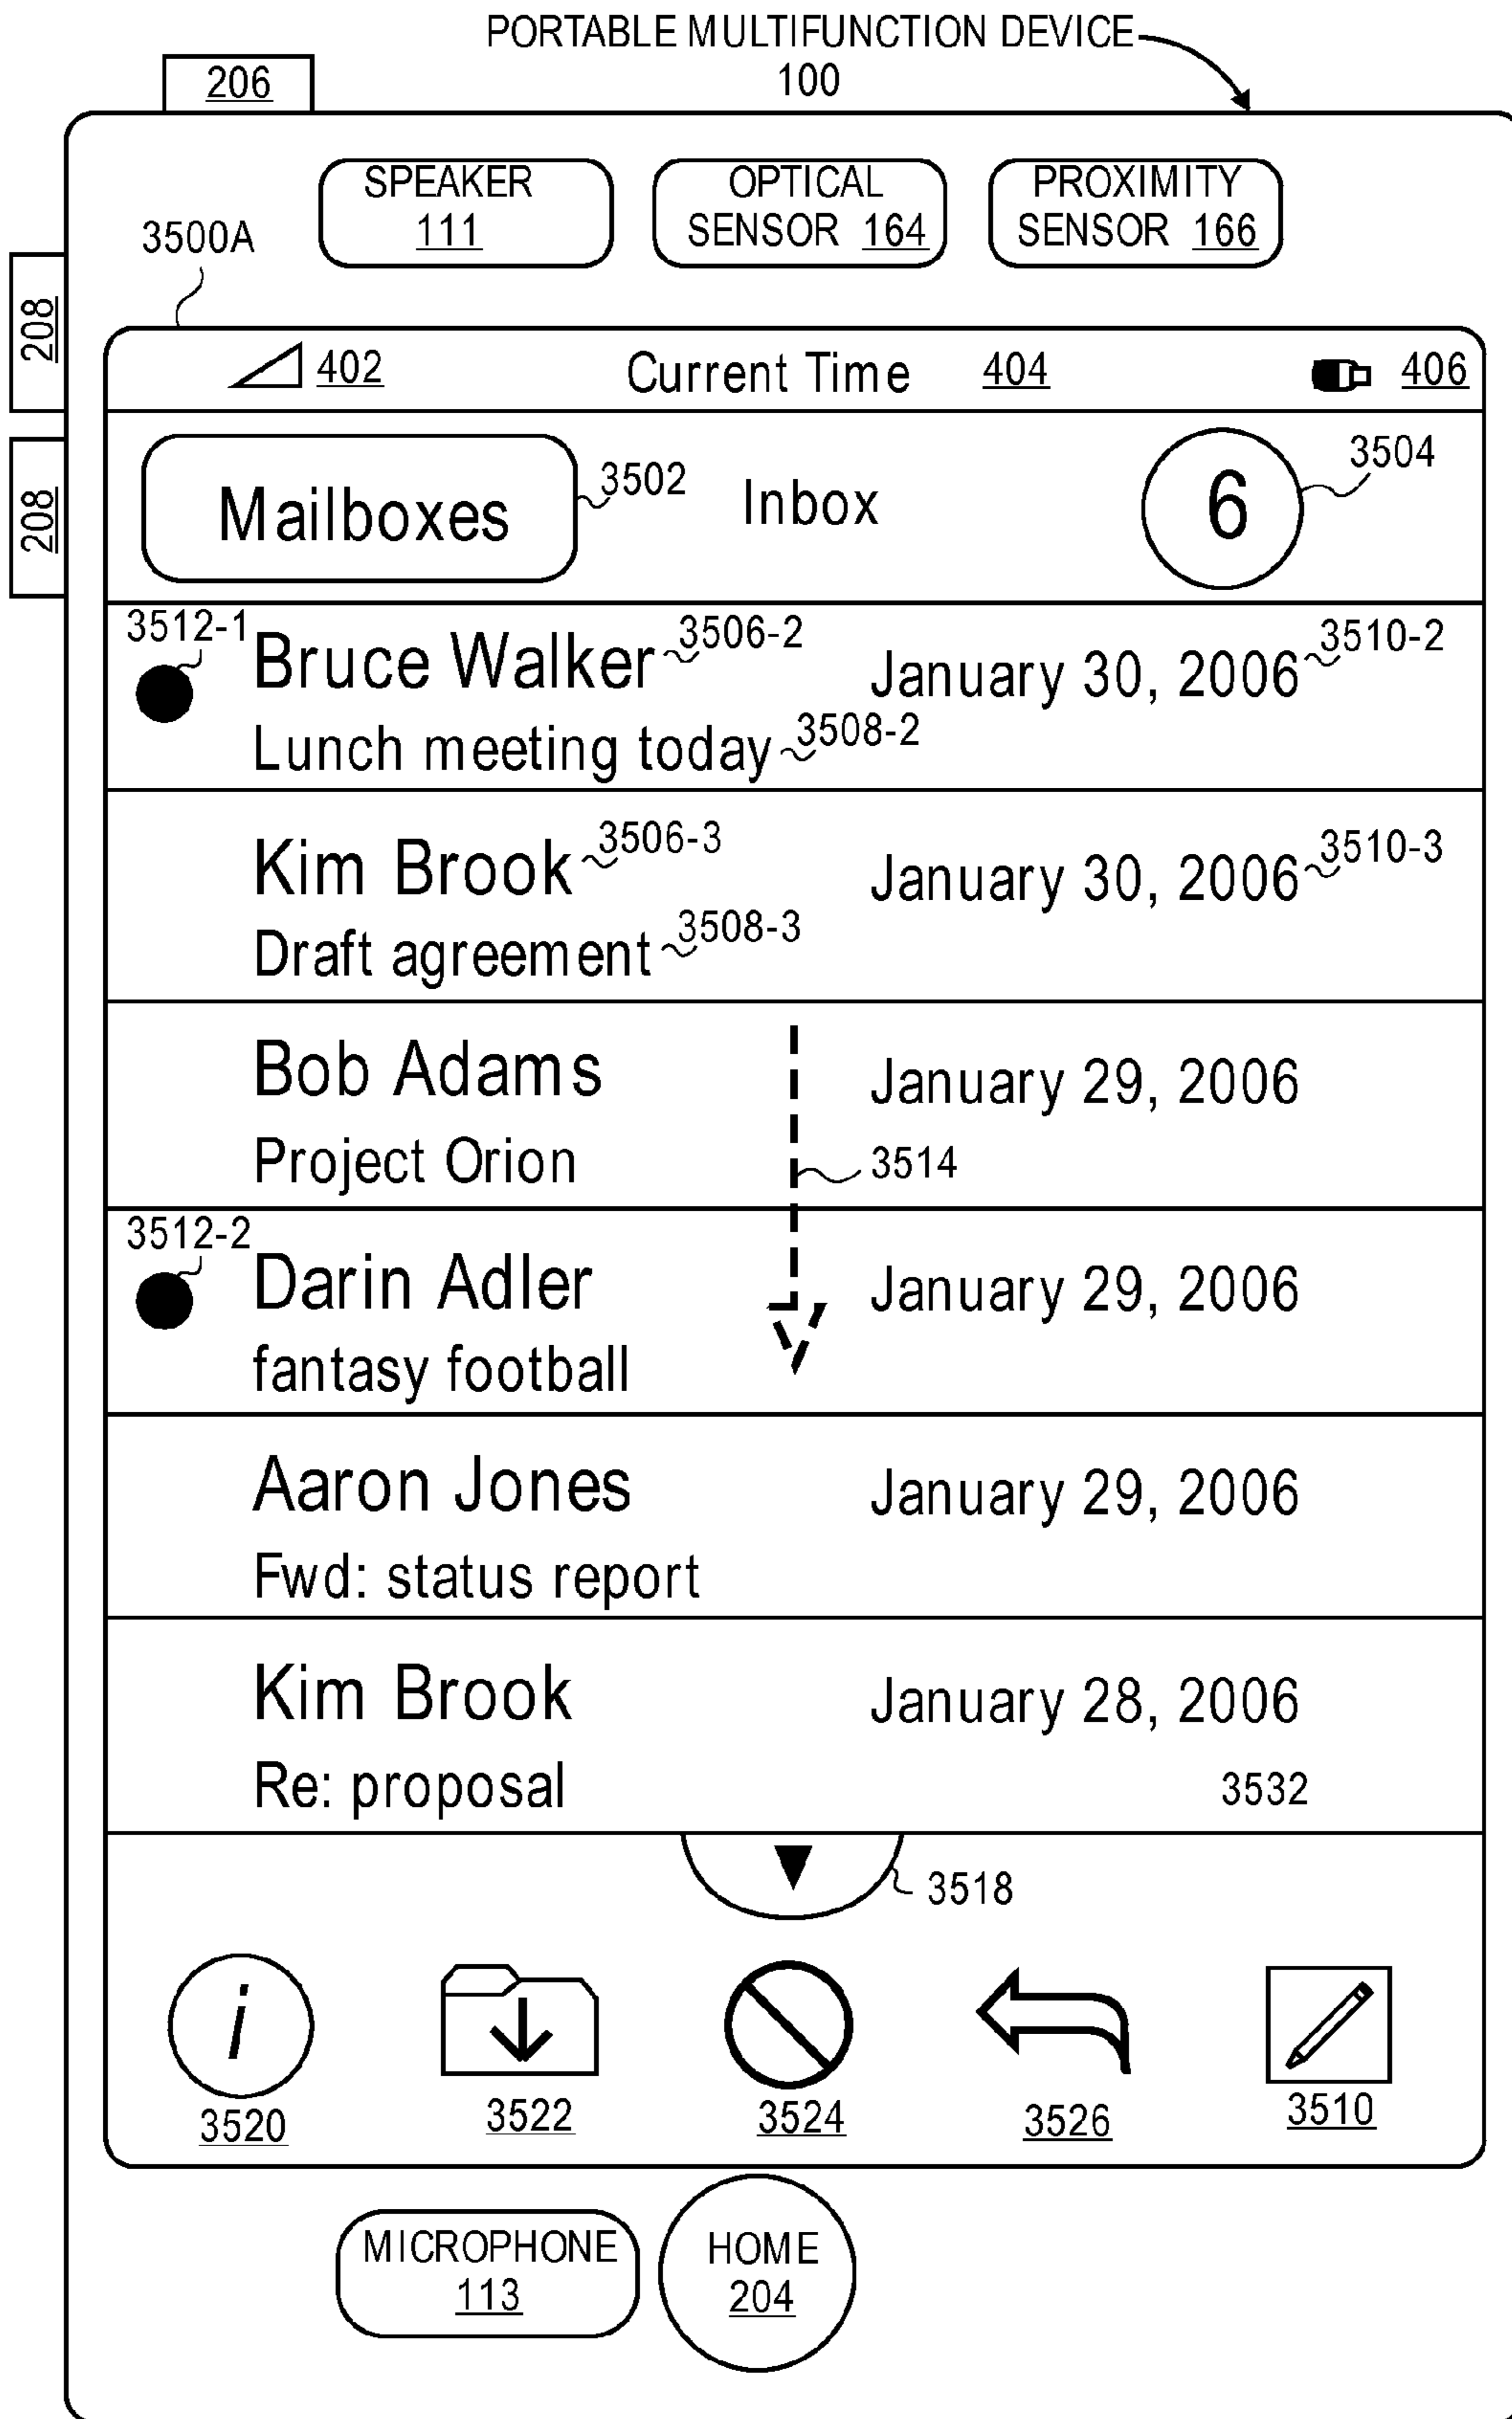 PORTABLE MULTIFUNCTION DEVICE
100
206
SPEAKER
111
OPTICAL
SENSOR 164
PROXIMITY
SENSOR 166
3500A
208
208
402 Current Time 404 406
Mailboxes 3502 Inbox 6 3504
3512-1 Bruce Walker 3506-2 January 30, 2006 3510-2
Lunch meeting today 3508-2
Kim Brook 3506-3 January 30, 2006 3510-3
Draft agreement 3508-3
Bob Adams January 29, 2006
Project Orion 3514
3512-2 Darin Adler January 29, 2006
fantasy football
Aaron Jones January 29, 2006
Fwd: status report
Kim Brook January 28, 2006
Re: proposal 3532
3518
i
3520 3522 3524 3526 3510
MICROPHONE
113
HOME
204